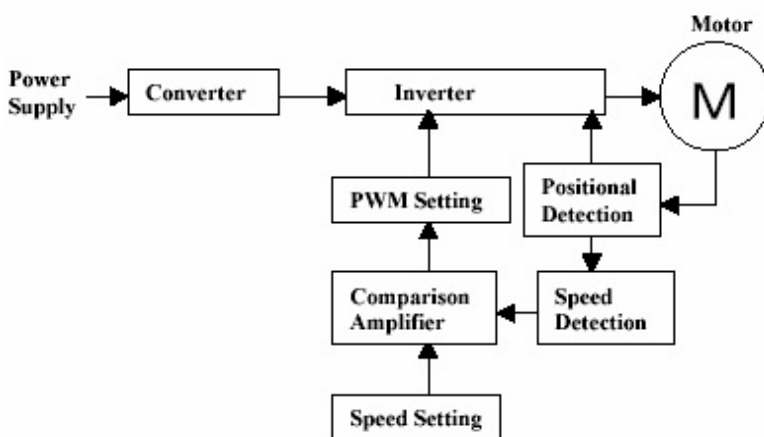 Motor
Power
Supply
Converter
Inverter
M
PWM Setting
Positional
Detection
Comparison
Amplifier
Speed
Detection
Speed Setting